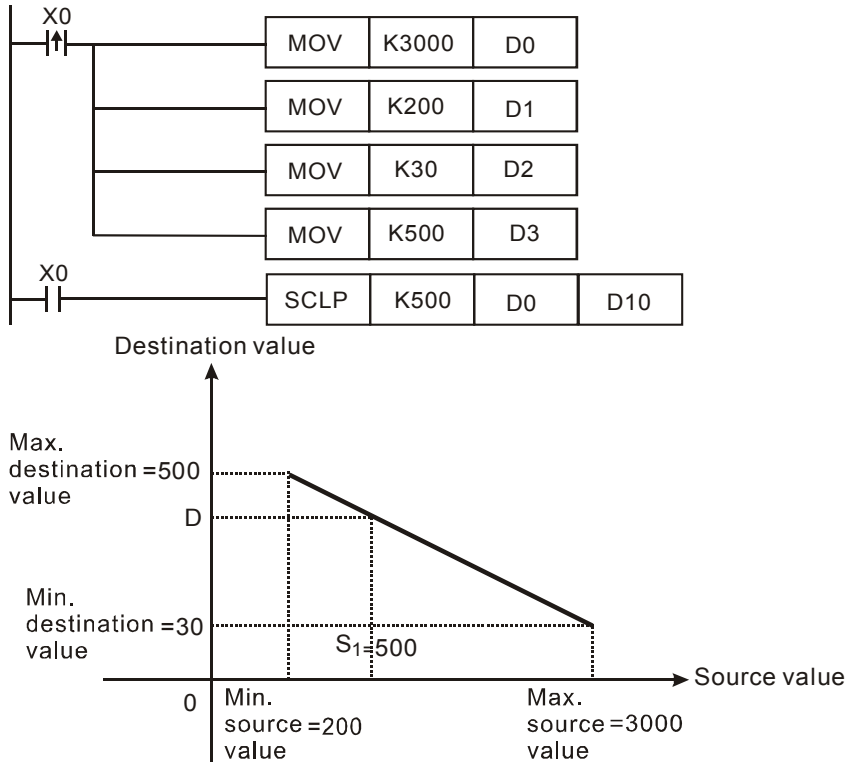 X0
MOV K3000 D0
MOV K200 D1
MOV K30 D2
MOV K500 D3
X0
SCLP K500 D0 D10
Destination value
Max.
destination =500
value
D
Min.
destination =30
value
S1=500
Source value
0
Min.
source =200
value
Max.
source =3000
value